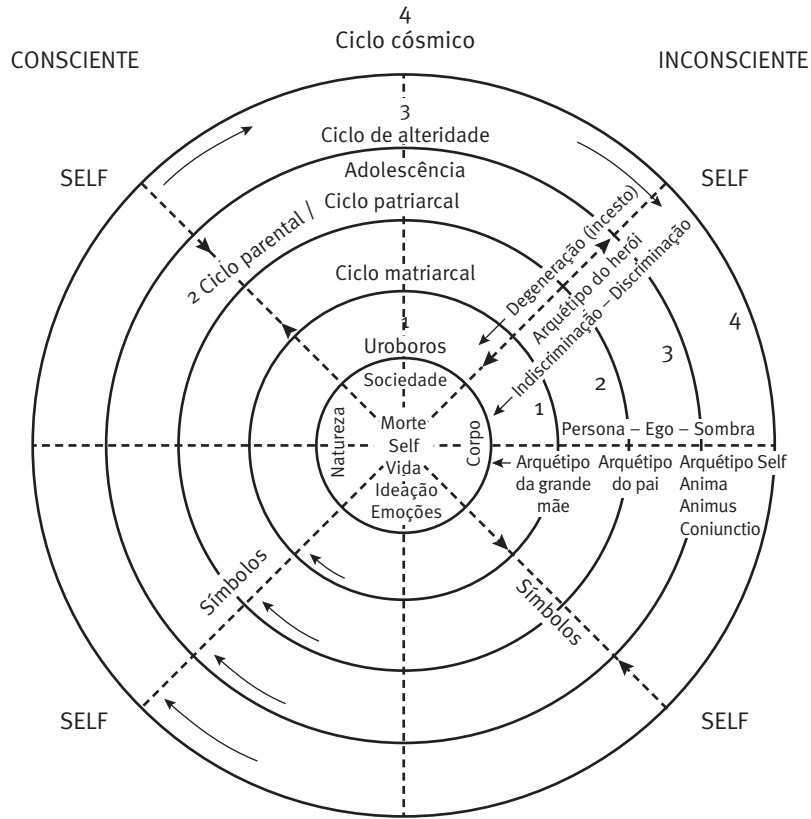 4
Ciclo cósmico
CONSCIENTE
INCONSCIENTE
3
Ciclo de alteridade
SELF
SELF
Adolescência
2 Ciclo parental /
Ciclo patriarcal
Degeneração (incesto)
Arquétipo do herói
Indiscriminação – Discriminação
Ciclo matriarcal
1
Uroboros
4
3
2
1
Sociedade
Natureza
Morte
Self
Vida
Ideação
Emoções
Corpo
Persona – Ego – Sombra
Arquétipo
da grande
mãe
Arquétipo
do pai
Arquétipo Self
Anima
Animus
Coniunctio
Símbolos
Símbolos
SELF
SELF